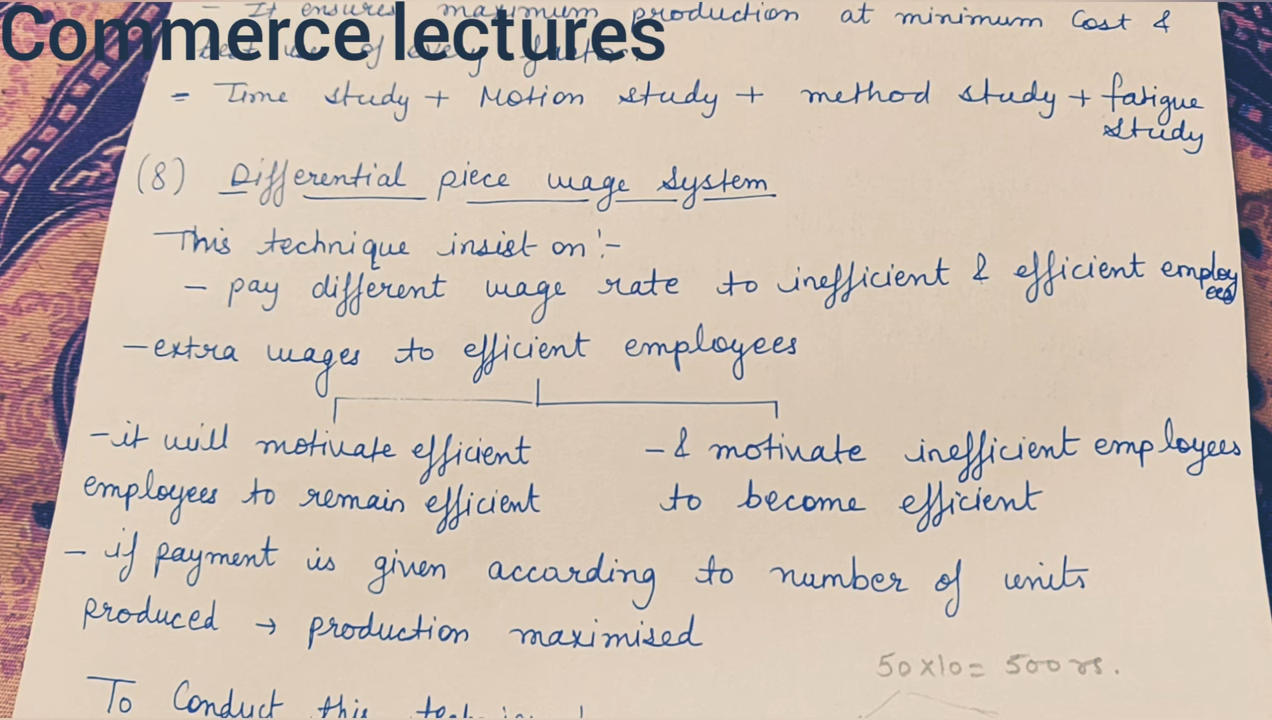 - It ensures maximum production at minimum Cost &
Commerce lectures
= Time study + Motion study + method study + fatigue
study
(8) Differential piece wage system
This technique insist on :-
- pay different wage rate to inefficient & efficient employ
ees
- extra wages to efficient employees
- it will motivate efficient
employees to remain efficient
- & motivate inefficient employees
to become efficient
- if payment is given according to number of units
produced → production maximised
50x10= 500 rs.
To Conduct this